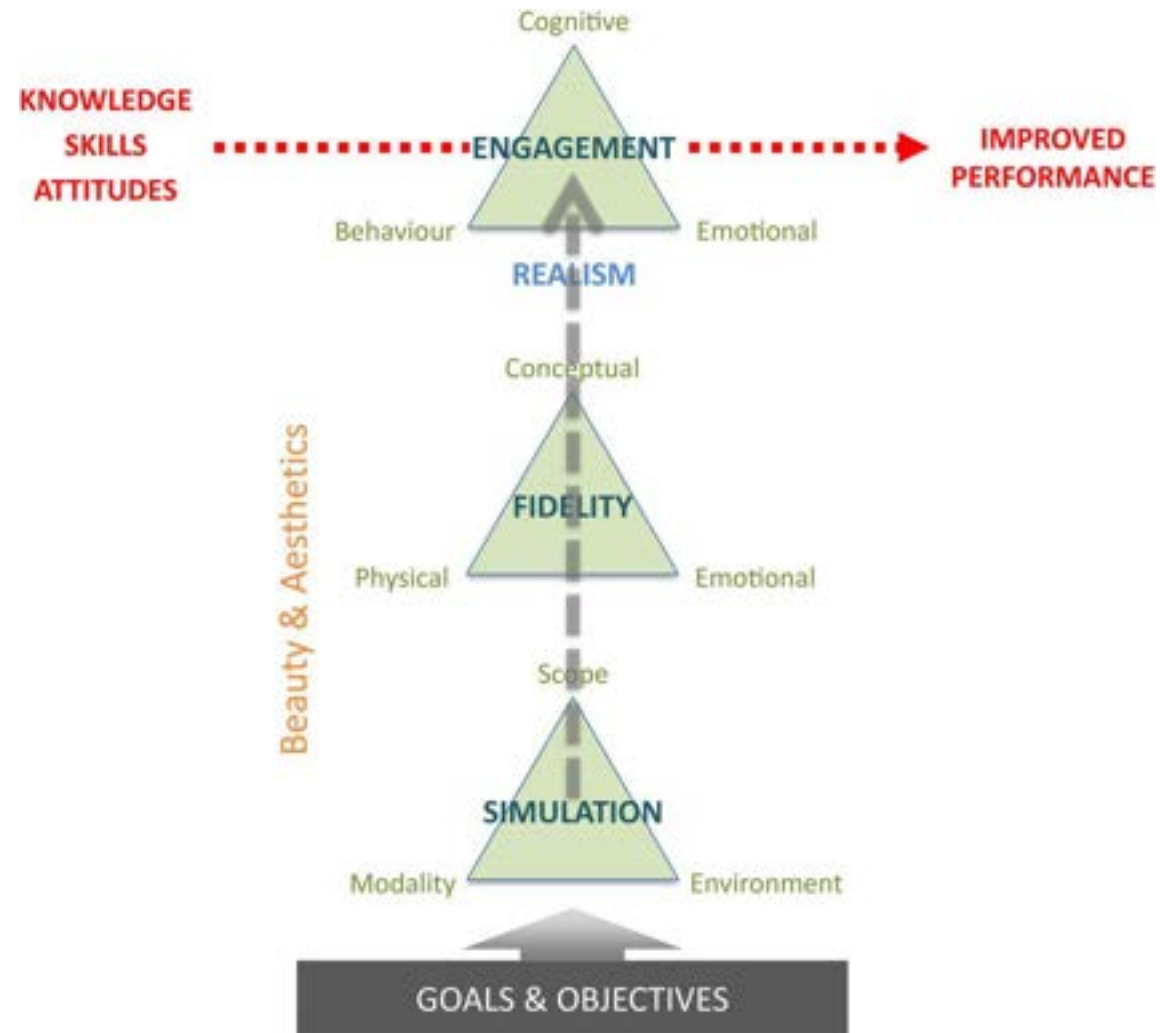 Cognitive
KNOWLEDGE
SKILLS
ATTITUDES
ENGAGEMENT
IMPROVED
PERFORMANCE
Behaviour
Emotional
REALISM
Conceptual
Beauty & Aesthetics
FIDELITY
Physical
Emotional
Scope
SIMULATION
Modality
Environment
GOALS & OBJECTIVES